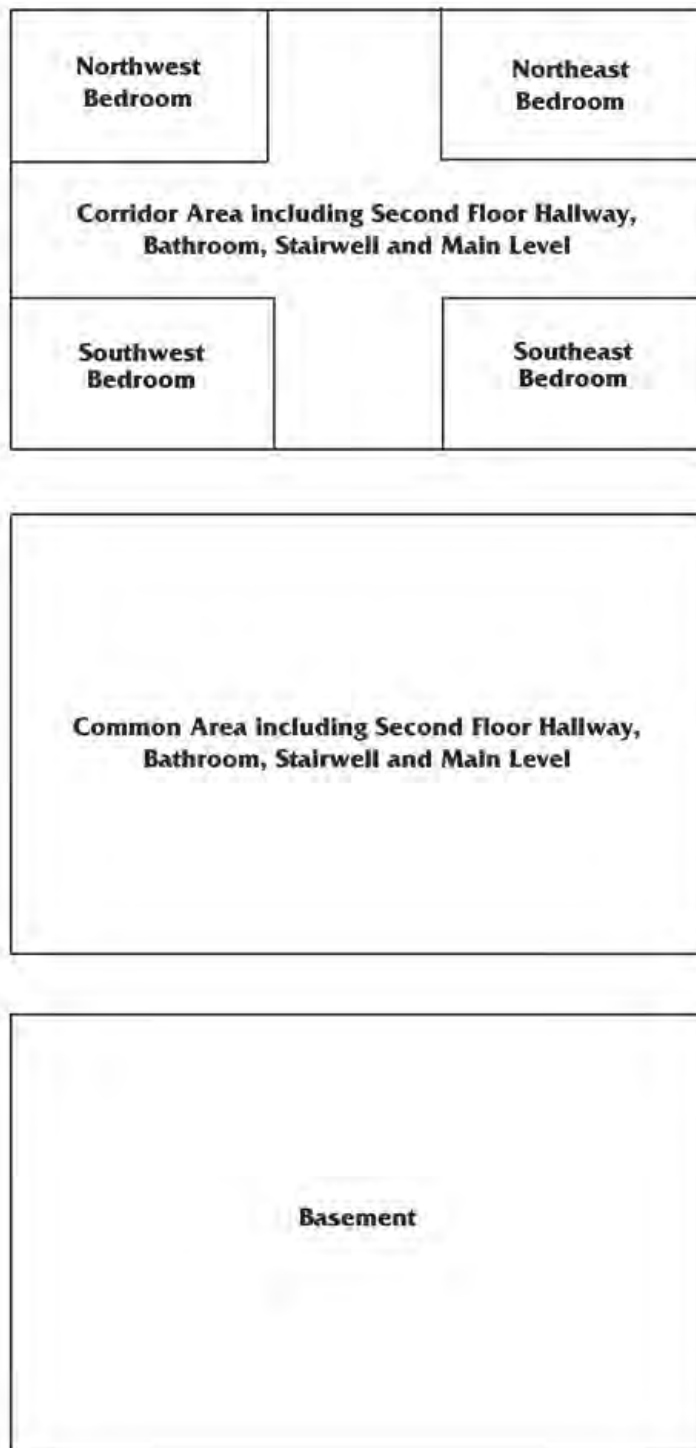 Northwest
Bedroom
Northeast
Bedroom
Corridor Area including Second Floor Hallway,
Bathroom, Stairwell and Main Level
Southwest
Bedroom
Southeast
Bedroom
Common Area including Second Floor Hallway,
Bathroom, Stairwell and Main Level
Basement